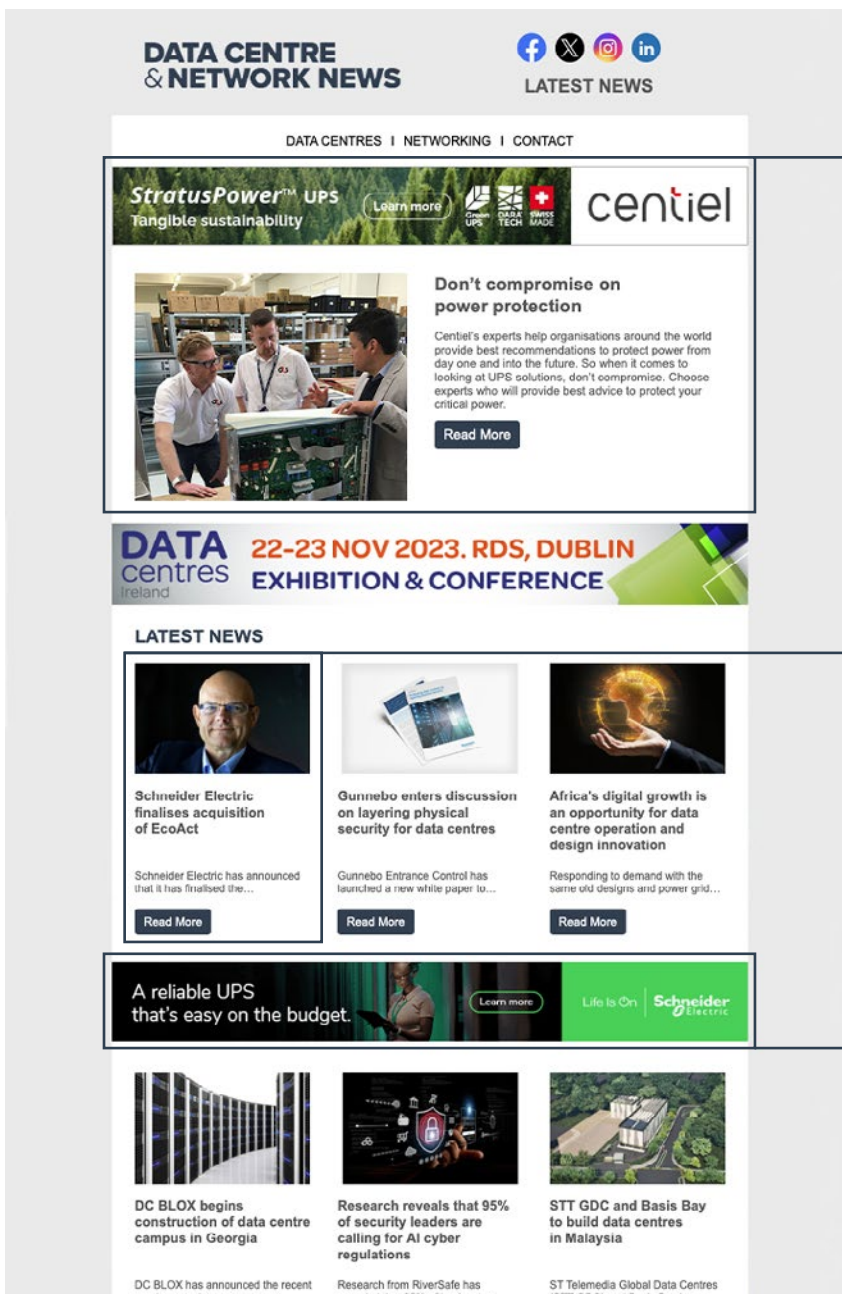 DATA CENTRE
& NETWORK NEWS
LATEST NEWS
DATA CENTRES I NETWORKING I CONTACT
StratusPower™ UPS
Tangible sustainability
Learn more
Green
UPS
DARA
TECH
SWISS
MADE
centiel
Don't compromise on
power protection
Centiel's experts help organisations around the world
provide best recommendations to protect power from
day one and into the future. So when it comes to
looking at UPS solutions, don't compromise. Choose
experts who will provide best advice to protect your
critical power.
Read More
DATA
centres
Ireland
22-23 NOV 2023. RDS, DUBLIN
EXHIBITION & CONFERENCE
LATEST NEWS
Schneider Electric
finalises acquisition
of EcoAct
Schneider Electric has announced
that it has finalised the...
Read More
Gunnebo enters discussion
on layering physical
security for data centres
Gunnebo Entrance Control has
launched a new white paper to...
Read More
Africa's digital growth is
an opportunity for data
centre operation and
design innovation
Responding to demand with the
same old designs and power grid...
Read More
A reliable UPS
that's easy on the budget.
Learn more
Life Is On
Schneider
Electric
DC BLOX begins
construction of data centre
campus in Georgia
DC BLOX has announced the recent
Research reveals that 95%
of security leaders are
calling for AI cyber
regulations
Research from RiverSafe has
STT GDC and Basis Bay
to build data centres
in Malaysia
ST Telemedia Global Data Centres